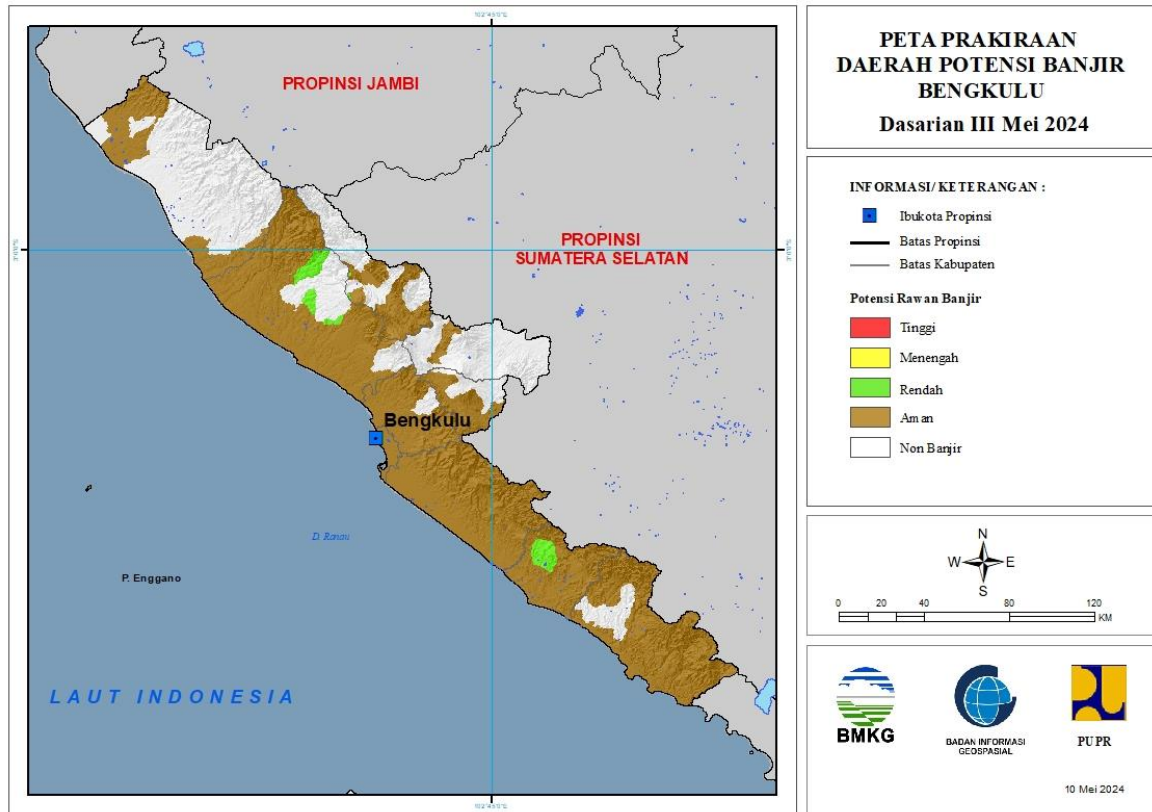 PETA PRAKIRAAN
DAERAH POTENSI BANJIR
BENGKULU
Dasarian III Mei 2024
INFORMASI/ KETERANGAN :
Ibukota Propinsi
Batas Propinsi
Batas Kabupaten
Potensi Rawan Banjir
Tinggi
Menengah
Rendah
Aman
Non Banjir
N
W E
S
0 20 40 80 120
KM
BMKG
BADAN INFORMASI
GEOSPASIAL
PUPR
10 Mei 2024
PROPINSI JAMBI
PROPINSI
SUMATERA SELATAN
Bengkulu
D. Ranau
P. Enggano
LAUT INDONESIA